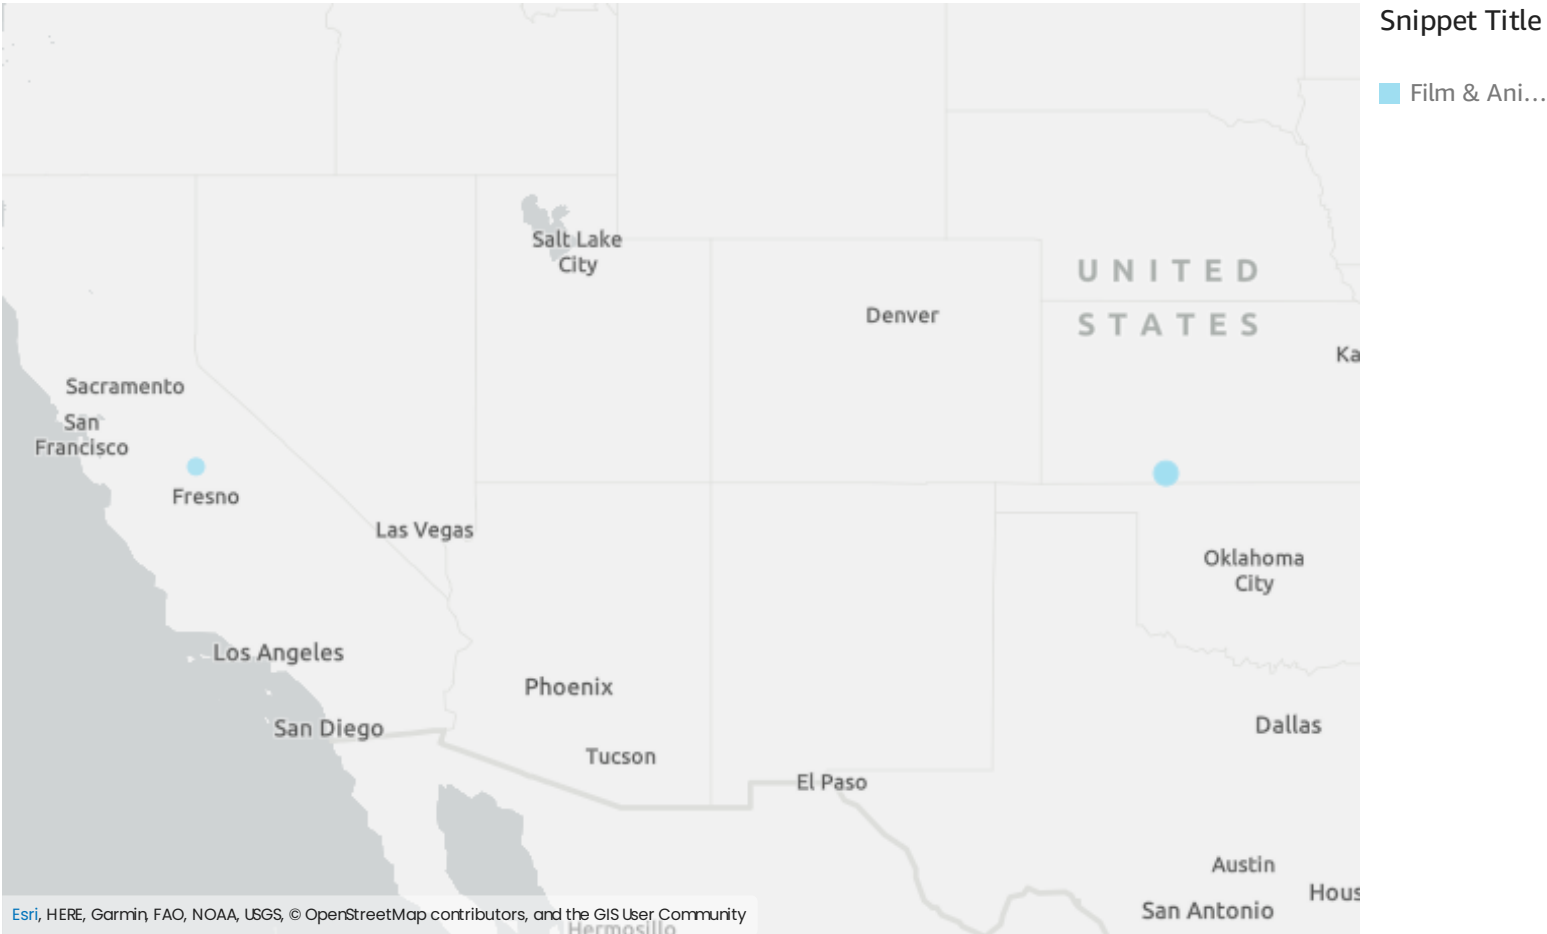 Snippet Title
Film & Ani...
Salt Lake
City
UNITED
STATES
Denver
Ka
Sacramento
San
Francisco
Fresno
Las Vegas
Oklahoma
City
Los Angeles
Phoenix
San Diego
Dallas
Tucson
El Paso
Austin
Hous
San Antonio
Esri, HERE, Garmin, FAO, NOAA, USGS, © OpenStreetMap contributors, and the GIS User Community
Hermosillo